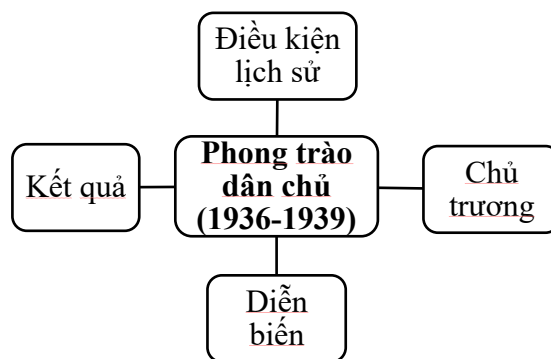 Điều kiện
lịch sử
Kết quả
Phong trào
dân chủ
(1936-1939)
Chủ
trương
Diễn
biến